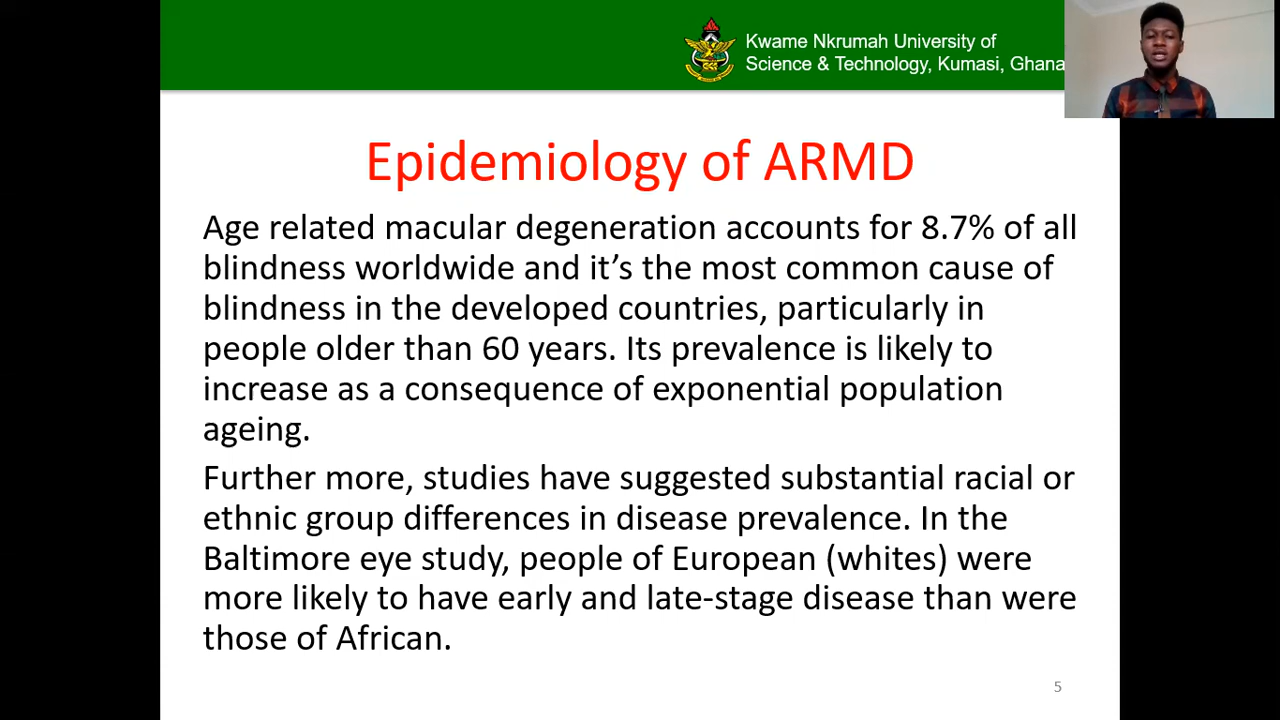 Kwame Nkrumah University of
Science & Technology, Kumasi, Ghana
Epidemiology of ARMD
Age related macular degeneration accounts for 8.7% of all
blindness worldwide and it’s the most common cause of
blindness in the developed countries, particularly in
people older than 60 years. Its prevalence is likely to
increase as a consequence of exponential population
ageing.
Further more, studies have suggested substantial racial or
ethnic group differences in disease prevalence. In the
Baltimore eye study, people of European (whites) were
more likely to have early and late-stage disease than were
those of African.
5